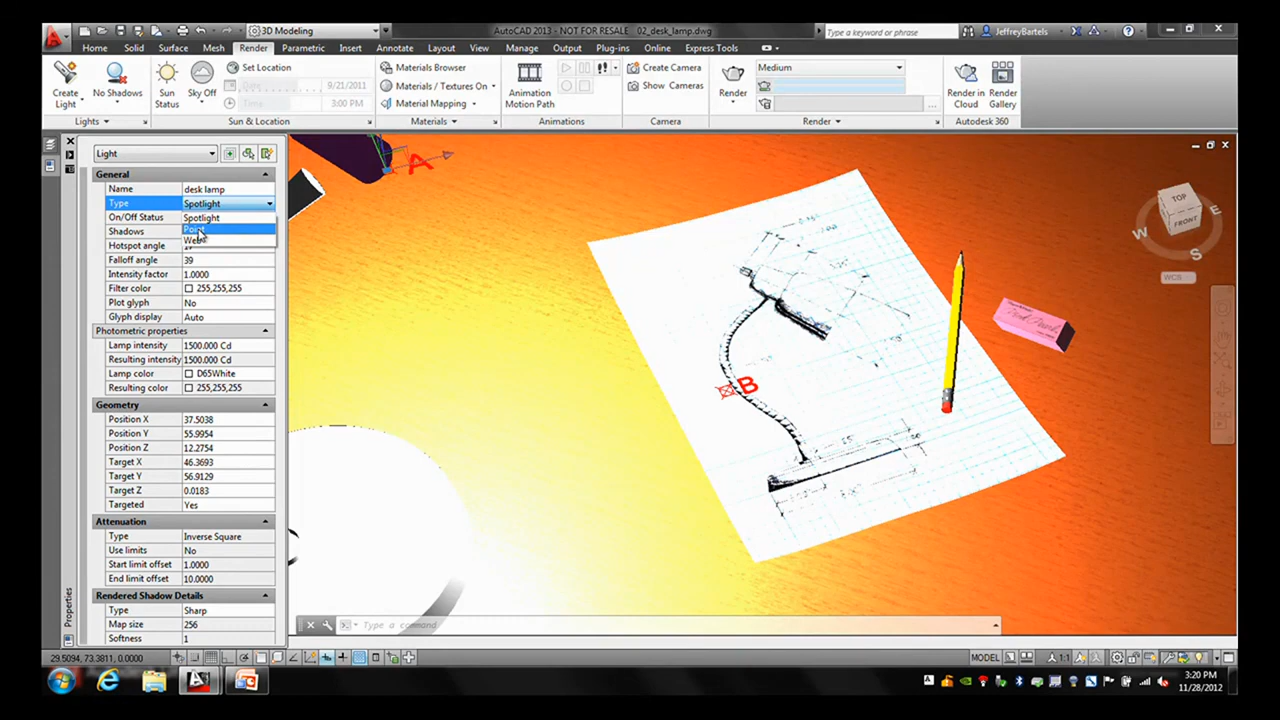 AutoCAD 2013 - NOT FOR RESALE 02_desk_lamp.dwg
3D Modeling
Type a keyword or phrase
JeffreyBartels
Home Solid Surface Mesh Render Parametric Insert Annotate Layout View Manage Output Plug-ins Online Express Tools
Create Light
No Shadows
Lights
Sun Status
Sky Off
Set Location
Date 9/21/2011
Time 3:00 PM
Sun & Location
Materials Browser
Materials / Textures On
Material Mapping
Materials
Animation Motion Path
Animations
Create Camera
Show Cameras
Camera
Render
Medium
Render
Render in Cloud
Render Gallery
Autodesk 360
Light
General
Name desk lamp
Type Spotlight
On/Off Status Spotlight
Shadows Point
Hotspot angle Web
Falloff angle 39
Intensity factor 1.0000
Filter color 255,255,255
Plot glyph No
Glyph display Auto
Photometric properties
Lamp intensity 1500.000 Cd
Resulting intensity 1500.000 Cd
Lamp color D65White
Resulting color 255,255,255
Geometry
Position X 37.5038
Position Y 55.9954
Position Z 12.2754
Target X 46.3693
Target Y 56.9129
Target Z 0.0183
Targeted Yes
Attenuation
Type Inverse Square
Use limits No
Start limit offset 1.0000
End limit offset 10.0000
Rendered Shadow Details
Type Sharp
Map size 256
Softness 1
Properties
A
B
Pink Pearl
TOP
FRONT
W
E
S
WCS
Type a command
29.5094, 73.3811, 0.0000
MODEL
1:1
3:20 PM
11/28/2012